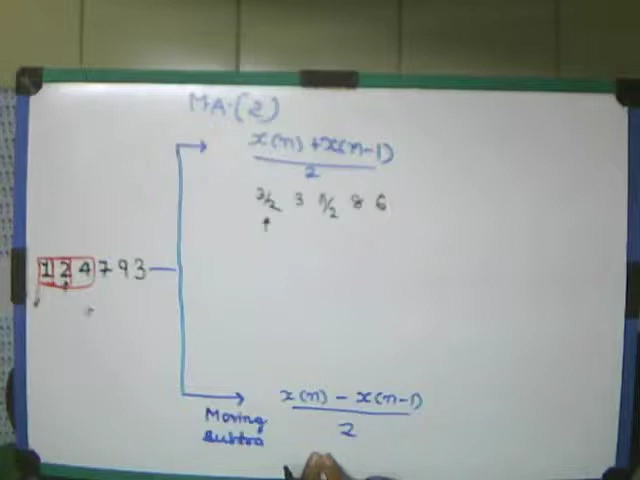 MA·(2)
x(n) + x(n-1)
2
3/2 3 11/2 8 6
1 2 4 7 9 3
x(n) - x(n-1)
2
Moving
Subtra